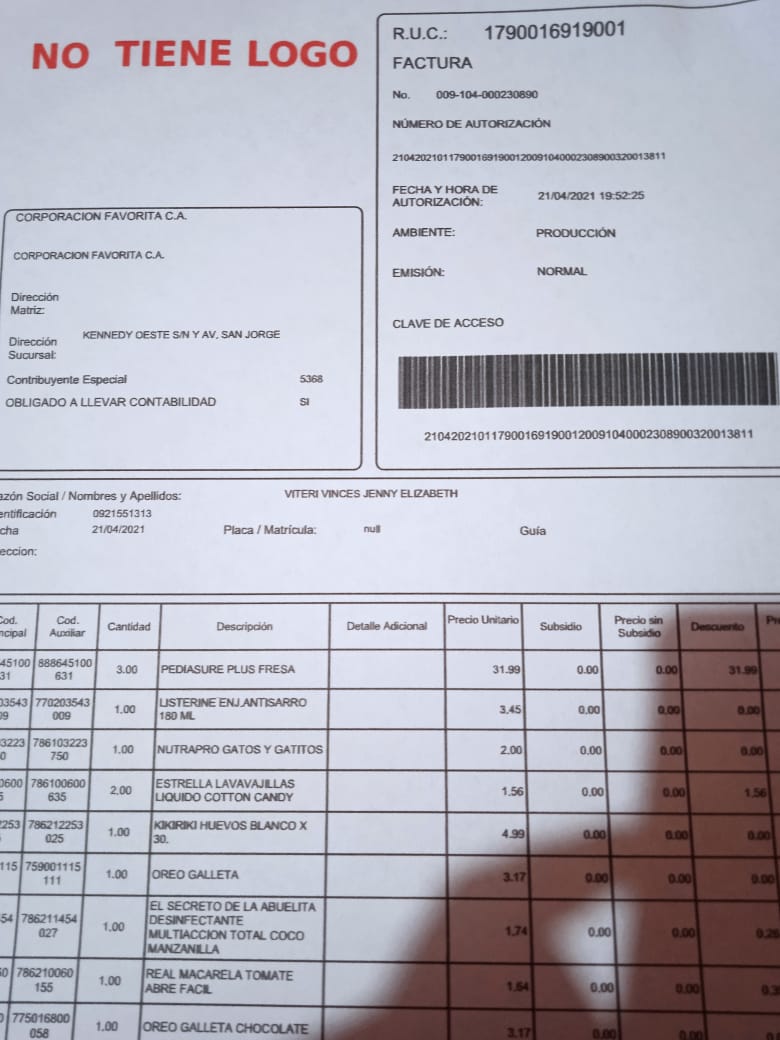 NO TIENE LOGO
R.U.C.: 1790016919001
FACTURA
No. 009-104-000230890
NÚMERO DE AUTORIZACIÓN
2104202101179001691900120091040002308900320013811
FECHA Y HORA DE
AUTORIZACIÓN: 21/04/2021 19:52:25
AMBIENTE: PRODUCCIÓN
EMISIÓN: NORMAL
CLAVE DE ACCESO
2104202101179001691900120091040002308900320013811
CORPORACION FAVORITA C.A.
CORPORACION FAVORITA C.A.
Dirección
Matriz:
Dirección KENNEDY OESTE S/N Y AV. SAN JORGE
Sucursal:
Contribuyente Especial 5368
OBLIGADO A LLEVAR CONTABILIDAD SI
azón Social / Nombres y Apellidos: VITERI VINCES JENNY ELIZABETH
entificación 0921551313
cha 21/04/2021 Placa / Matrícula: null Guía
eccion:
Cod. Cod. Cantidad Descripción Detalle Adicional Precio Unitario Subsidio Precio sin Descuento Pr
ncipal Auxiliar Subsidio
45100 888645100 3.00 PEDIASURE PLUS FRESA 31.99 0.00 0.00 31.99
31 631
03543 770203543 1.00 LISTERINE ENJ.ANTISARRO 3.45 0.00 0.00 0.00
09 009 180 ML
3223 786103223 1.00 NUTRAPRO GATOS Y GATITOS 2.00 0.00 0.00 0.00
0 750
0600 786100600 2.00 ESTRELLA LAVAVAJILLAS 1.56 0.00 0.00 1.56
5 635 LIQUIDO COTTON CANDY
2253 786212253 1.00 KIKIRIKI HUEVOS BLANCO X 4.99 0.00 0.00 0.00
025 30.
115 759001115 1.00 OREO GALLETA 3.17 0.00 0.00 0.00
111
EL SECRETO DE LA ABUELITA
454 786211454 1.00 DESINFECTANTE 1.74 0.00 0.00
027 MULTIACCION TOTAL COCO
MANZANILLA
60 786210060 1.00 REAL MACARELA TOMATE 1.64 0.00 0.00
155 ABRE FACIL
0 775016800 1.00 OREO GALLETA CHOCOLATE 3.17 0.00 0.00
058